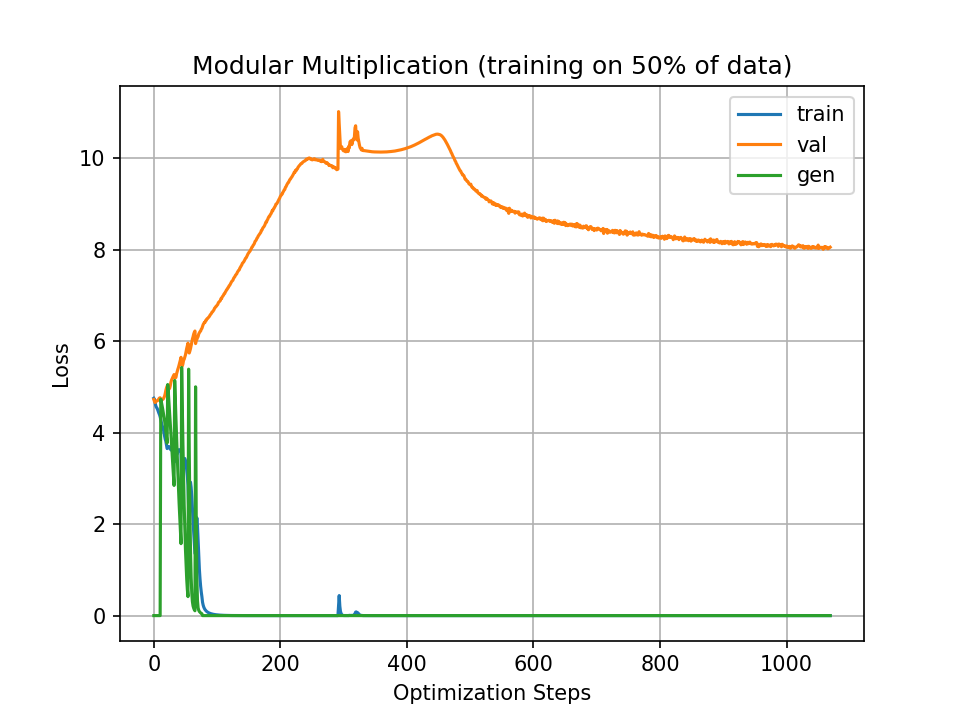 Modular Multiplication (training on 50% of data)
train
val
gen
Loss
10
8
6
4
2
0
0 200 400 600 800 1000
Optimization Steps